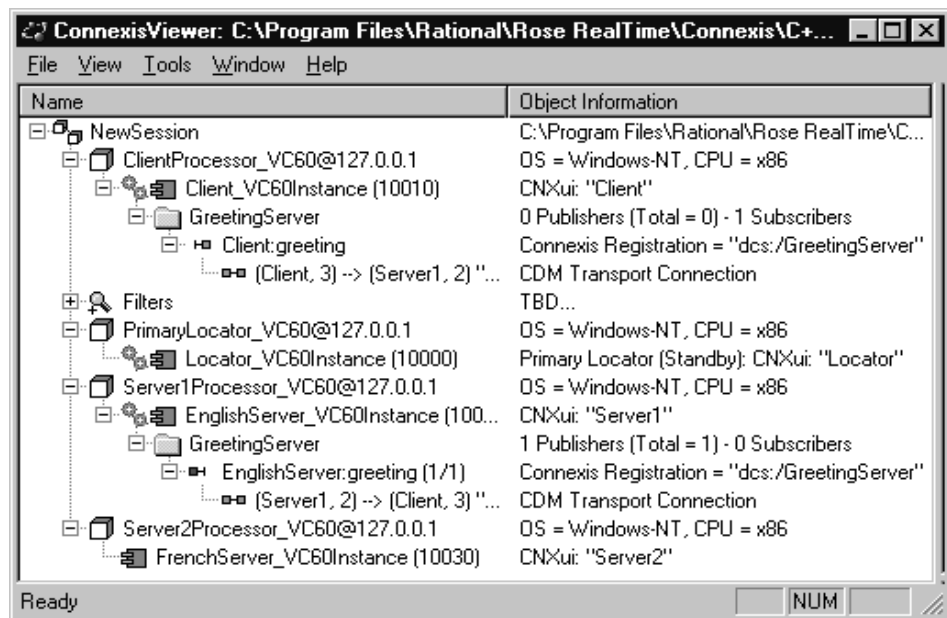 ConnexisViewer: C:\Program Files\Rational\Rose RealTime\Connexis\C+...
File View Tools Window Help
Name Object Information
NewSession C:\Program Files\Rational\Rose RealTime\C...
ClientProcessor_VC60@127.0.0.1 OS = Windows-NT, CPU = x86
Client_VC60Instance (10010) CNXui: "Client"
GreetingServer 0 Publishers (Total = 0) - 1 Subscribers
Client:greeting Connexis Registration = "dcs:/GreetingServer"
(Client, 3) --> (Server1, 2) "... CDM Transport Connection
Filters TBD...
PrimaryLocator_VC60@127.0.0.1 OS = Windows-NT, CPU = x86
Locator_VC60Instance (10000) Primary Locator (Standby): CNXui: "Locator"
Server1Processor_VC60@127.0.0.1 OS = Windows-NT, CPU = x86
EnglishServer_VC60Instance (100... CNXui: "Server1"
GreetingServer 1 Publishers (Total = 1) - 0 Subscribers
EnglishServer:greeting (1/1) Connexis Registration = "dcs:/GreetingServer"
(Server1, 2) --> (Client, 3) "... CDM Transport Connection
Server2Processor_VC60@127.0.0.1 OS = Windows-NT, CPU = x86
FrenchServer_VC60Instance (10030) CNXui: "Server2"
Ready NUM